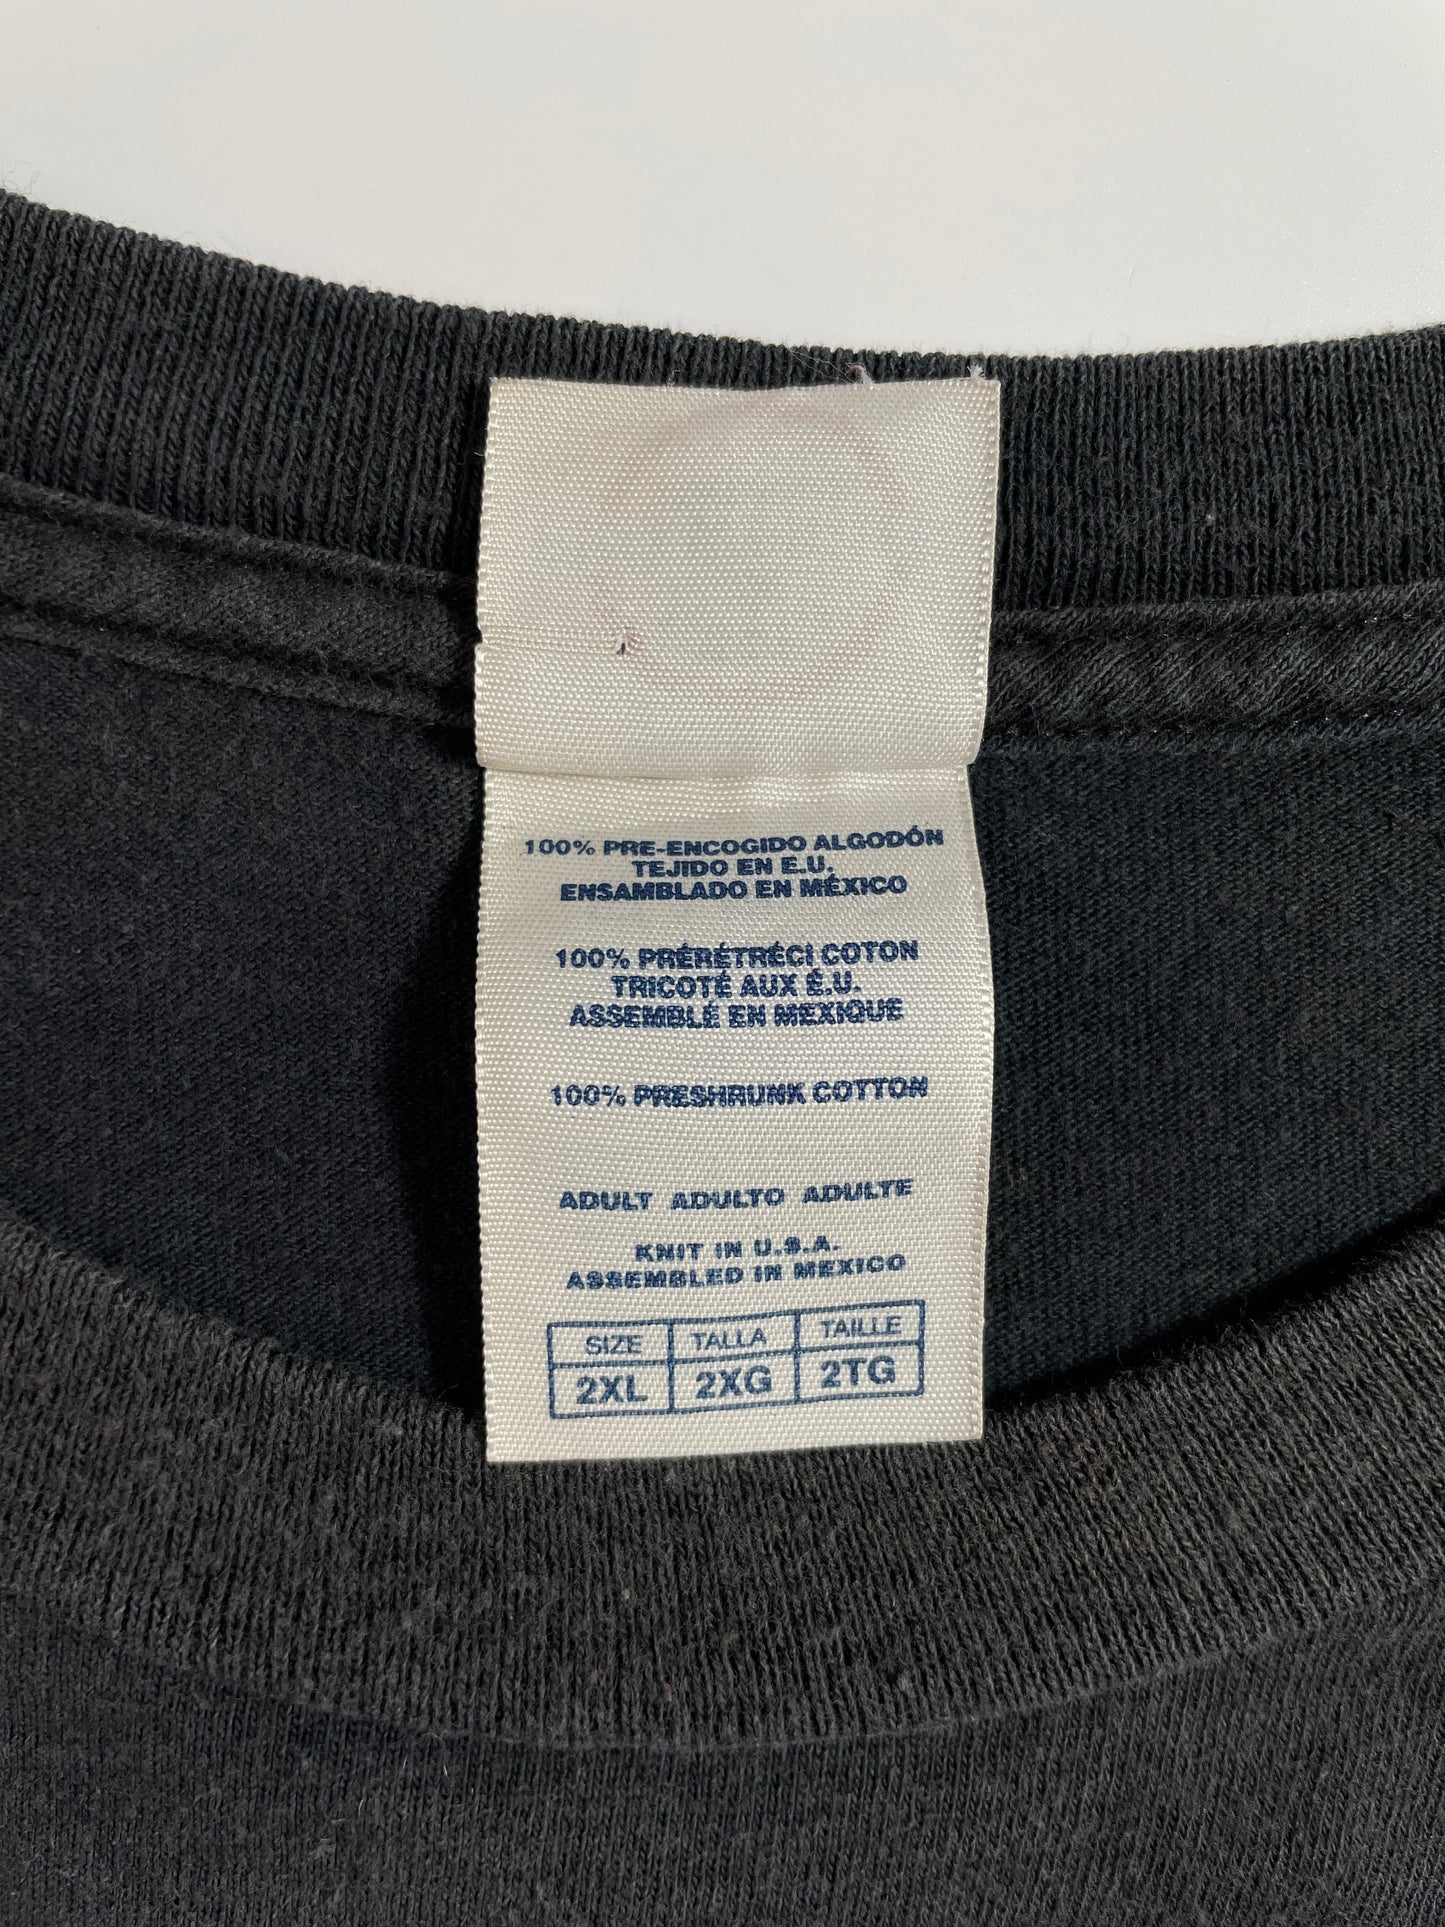 100% PRE-ENCOGIDO ALGODÓN
TEJIDO EN E.U.
ENSAMBLADO EN MÉXICO
100% PRÉRÉTRÉCI COTON
TRICOTÉ AUX É.U.
ASSEMBLÉ EN MEXIQUE
100% PRESHRUNK COTTON
ADULT ADULTO ADULTE
KNIT IN U.S.A.
ASSEMBLED IN MEXICO
SIZE TALLA TAILLE
2XL 2XG 2TG